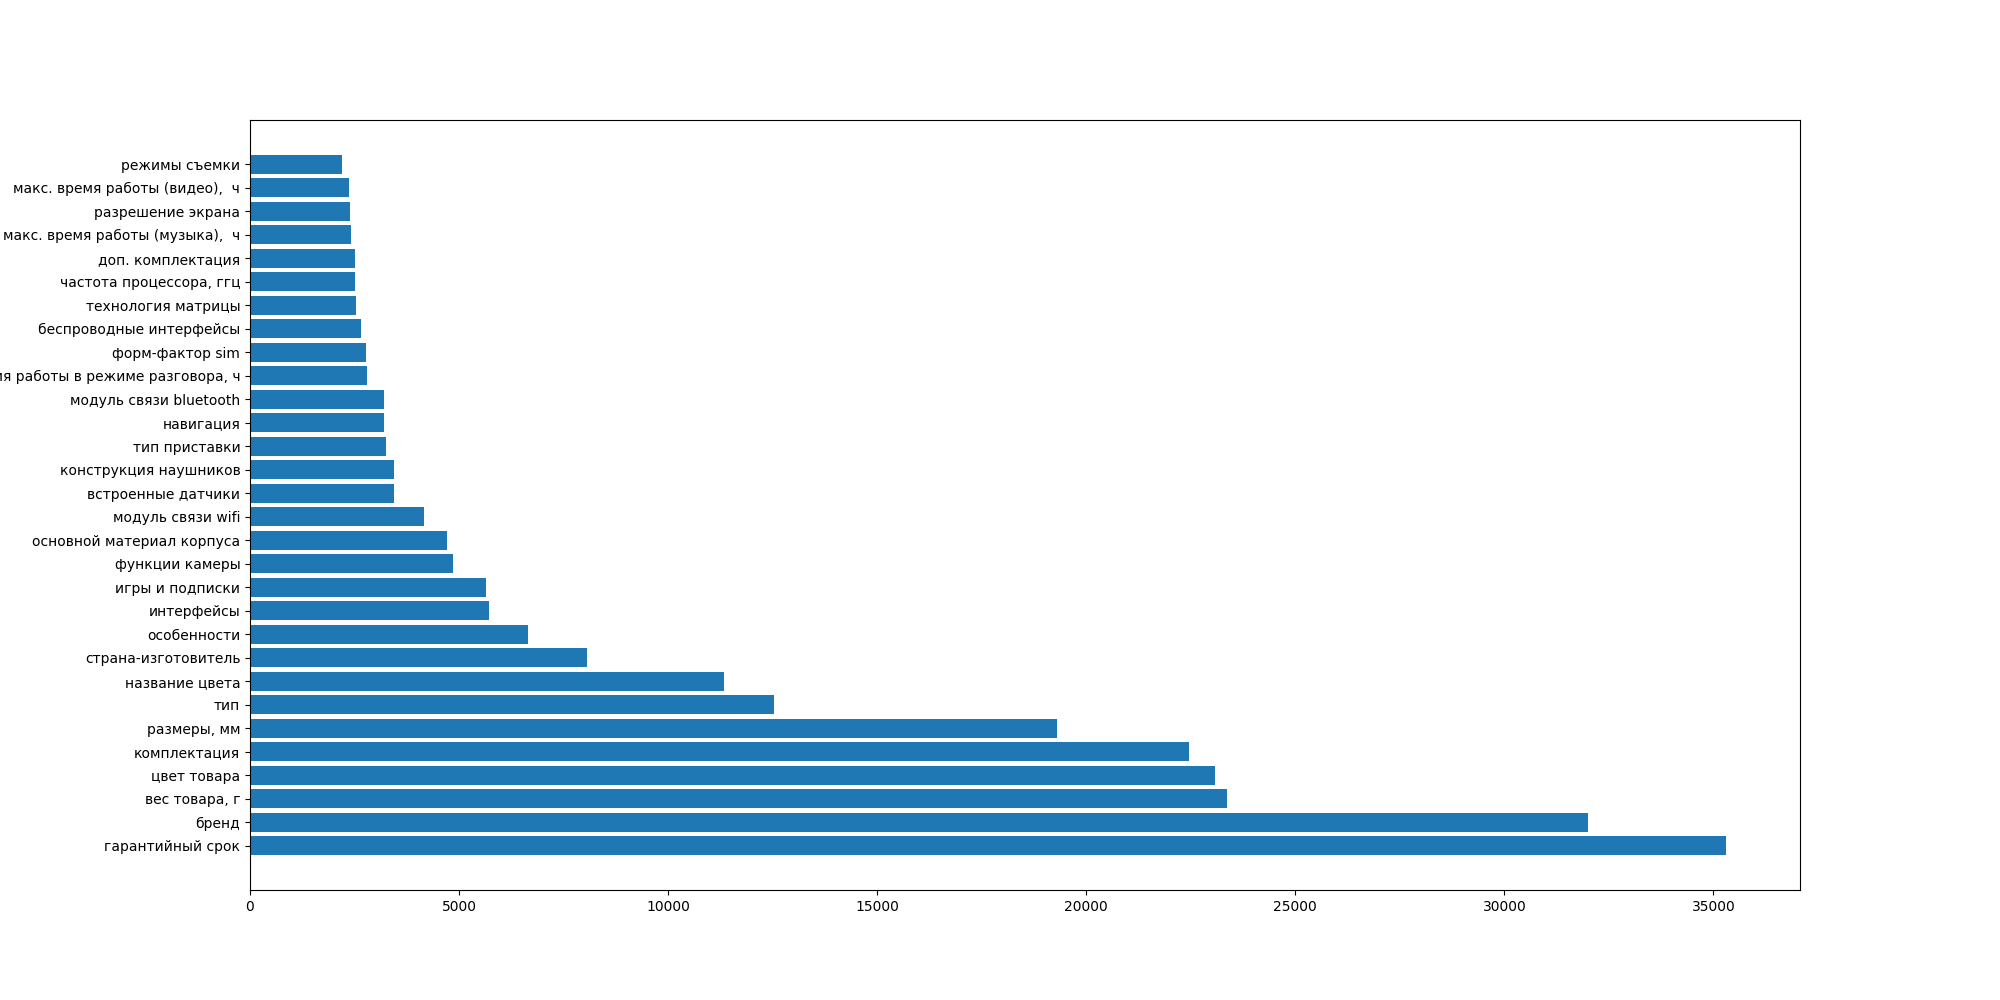 режимы съемки
макс. время работы (видео),  ч
разрешение экрана
макс. время работы (музыка),  ч
доп. комплектация
частота процессора, ггц
технология матрицы
беспроводные интерфейсы
форм-фактор sim
работы в режиме разговора, ч
модуль связи bluetooth
навигация
тип приставки
конструкция наушников
встроенные датчики
модуль связи wifi
основной материал корпуса
функции камеры
игры и подписки
интерфейсы
особенности
страна-изготовитель
название цвета
тип
размеры, мм
комплектация
цвет товара
вес товара, г
бренд
гарантийный срок
0 5000 10000 15000 20000 25000 30000 35000